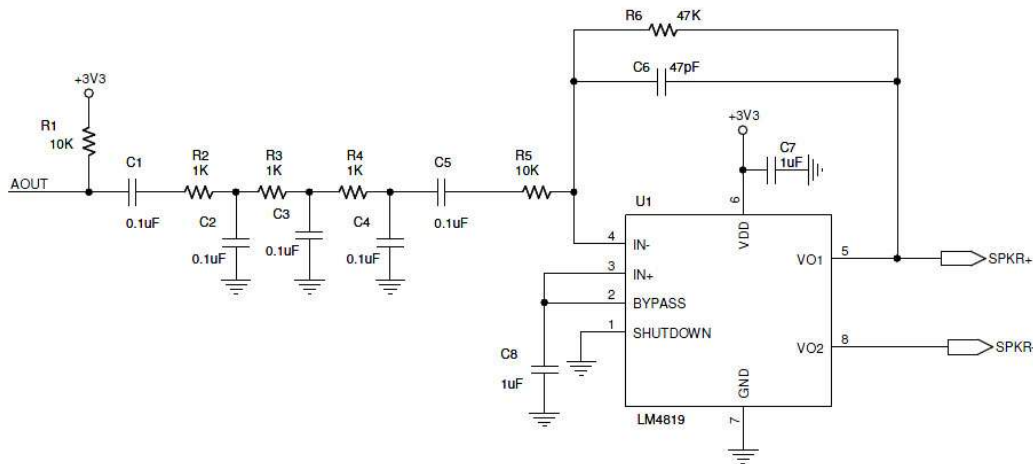 R6 47K
C6 47pF
+3V3
R1
10K
AOUT
C1
0.1uF
R2
1K
C2
0.1uF
R3
1K
C3
0.1uF
R4
1K
C4
0.1uF
C5
0.1uF
R5
10K
+3V3
C7
1uF
U1
6
VDD
4 IN-
3 IN+
2 BYPASS
1 SHUTDOWN
VO1 5
SPKR+
VO2 8
SPKR-
GND
7
C8
1uF
LM4819